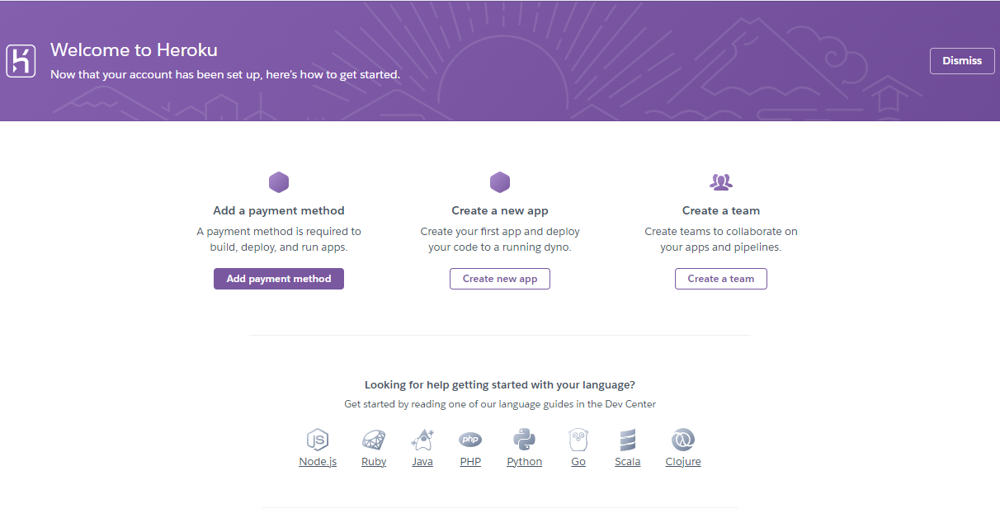 Welcome to Heroku
Now that your account has been set up, here's how to get started.
Dismiss
Add a payment method
A payment method is required to
build, deploy, and run apps.
Add payment method
Create a new app
Create your first app and deploy
your code to a running dyno.
Create new app
Create a team
Create teams to collaborate on
your apps and pipelines.
Create a team
Looking for help getting started with your language?
Get started by reading one of our language guides in the Dev Center
JS
php
Node.js Ruby Java PHP Python Go Scala Clojure